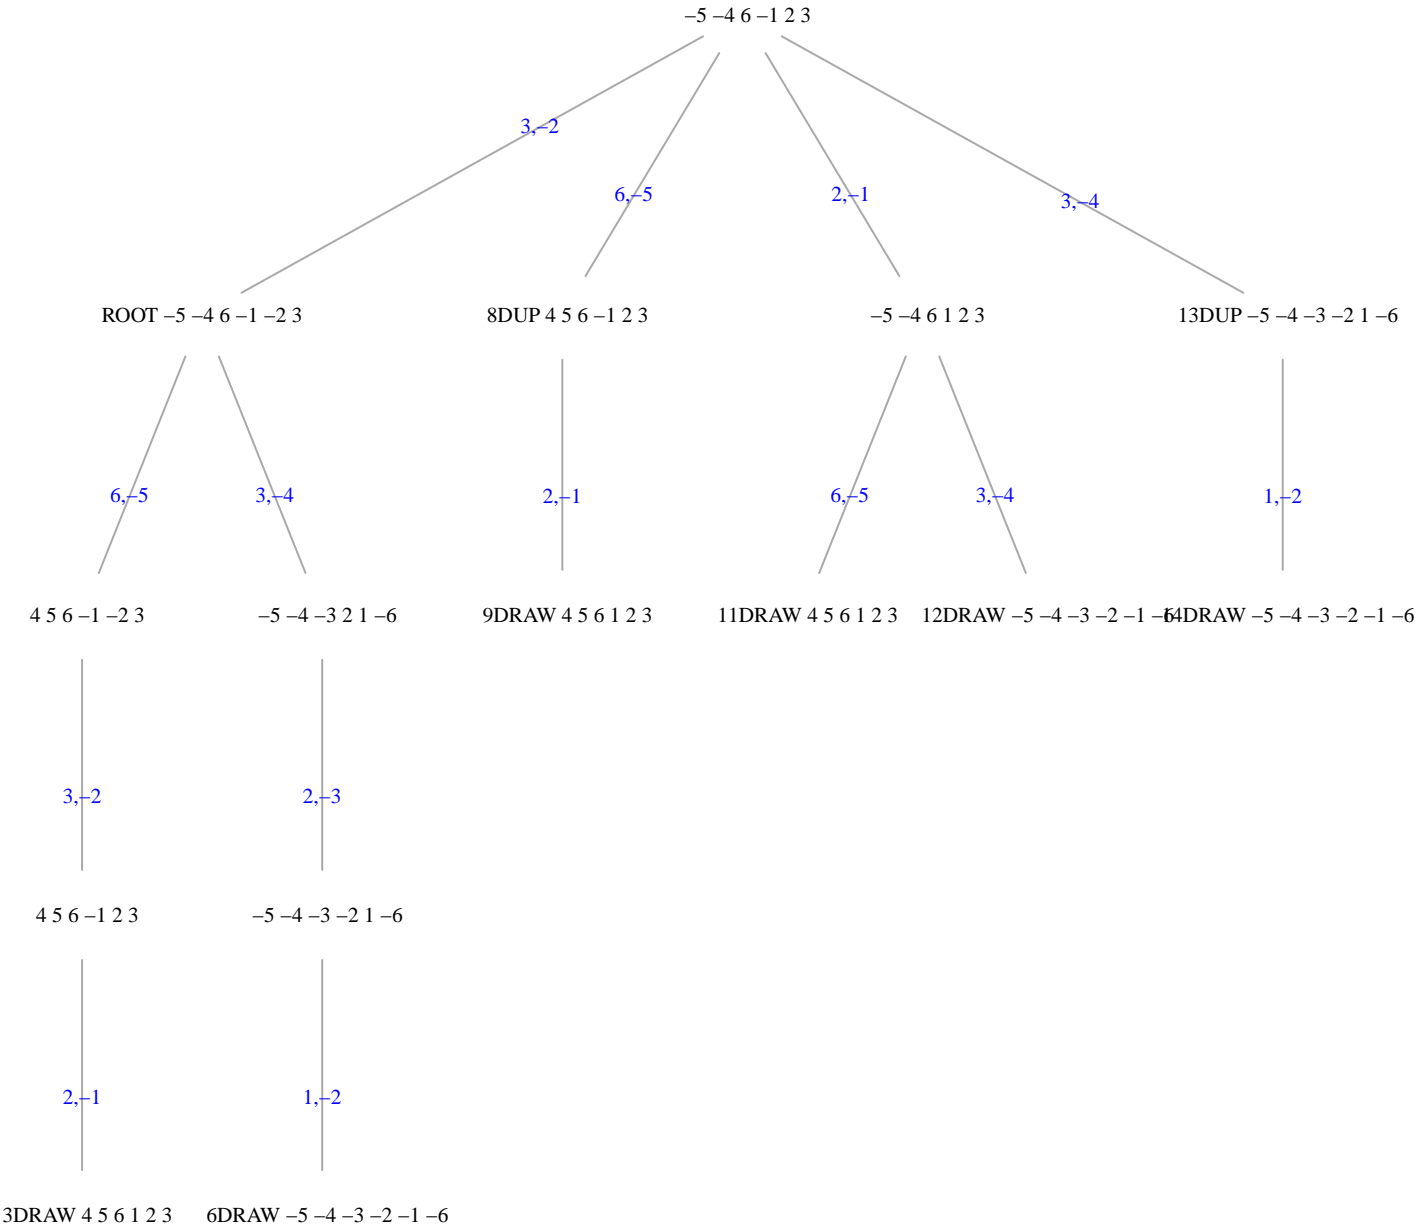 –5 –4 6 –1 2 3
3,–2
6,–5
2,–1
3,–4
ROOT –5 –4 6 –1 –2 3
8DUP 4 5 6 –1 2 3
–5 –4 6 1 2 3
13DUP –5 –4 –3 –2 1 –6
6,–5
3,–4
2,–1
6,–5
3,–4
1,–2
4 5 6 –1 –2 3
–5 –4 –3 2 1 –6
9DRAW 4 5 6 1 2 3
11DRAW 4 5 6 1 2 3
12DRAW –5 –4 –3 –2 –1 –6
14DRAW –5 –4 –3 –2 –1 –6
3,–2
2,–3
4 5 6 –1 2 3
–5 –4 –3 –2 1 –6
2,–1
1,–2
3DRAW 4 5 6 1 2 3
6DRAW –5 –4 –3 –2 –1 –6